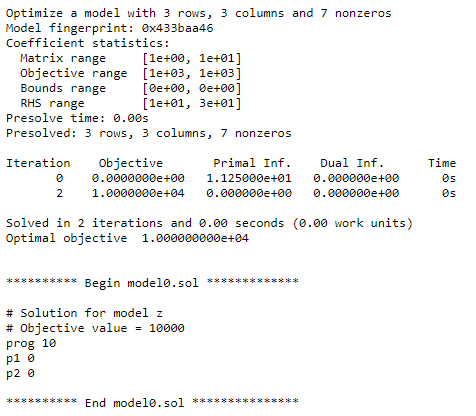 Optimize a model with 3 rows, 3 columns and 7 nonzeros
Model fingerprint: 0x433baa46
Coefficient statistics:
  Matrix range     [1e+00, 1e+01]
  Objective range  [1e+03, 1e+03]
  Bounds range     [0e+00, 0e+00]
  RHS range        [1e+01, 3e+01]
Presolve time: 0.00s
Presolved: 3 rows, 3 columns, 7 nonzeros
Iteration    Objective       Primal Inf.    Dual Inf.      Time
       0    0.0000000e+00   1.125000e+01   0.000000e+00      0s
       2    1.0000000e+04   0.000000e+00   0.000000e+00      0s
Solved in 2 iterations and 0.00 seconds (0.00 work units)
Optimal objective  1.000000000e+04
********** Begin model0.sol *************
# Solution for model z
# Objective value = 10000
prog 10
p1 0
p2 0
********** End model0.sol ***************